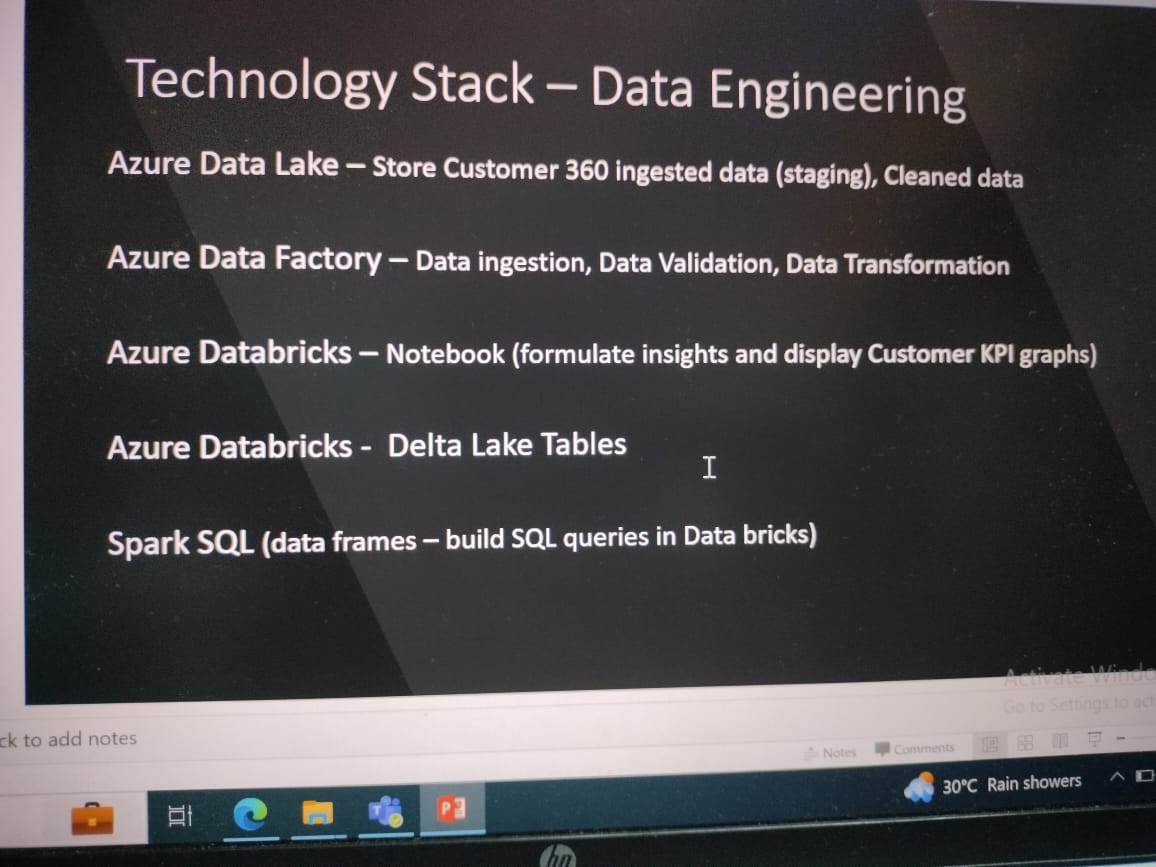 Technology Stack – Data Engineering
Azure Data Lake – Store Customer 360 ingested data (staging), Cleaned data
Azure Data Factory – Data ingestion, Data Validation, Data Transformation
Azure Databricks – Notebook (formulate insights and display Customer KPI graphs)
Azure Databricks - Delta Lake Tables
Spark SQL (data frames – build SQL queries in Data bricks)
Activate Windo
Go to Settings to act
ck to add notes
Notes
Comments
30°C Rain showers
hp